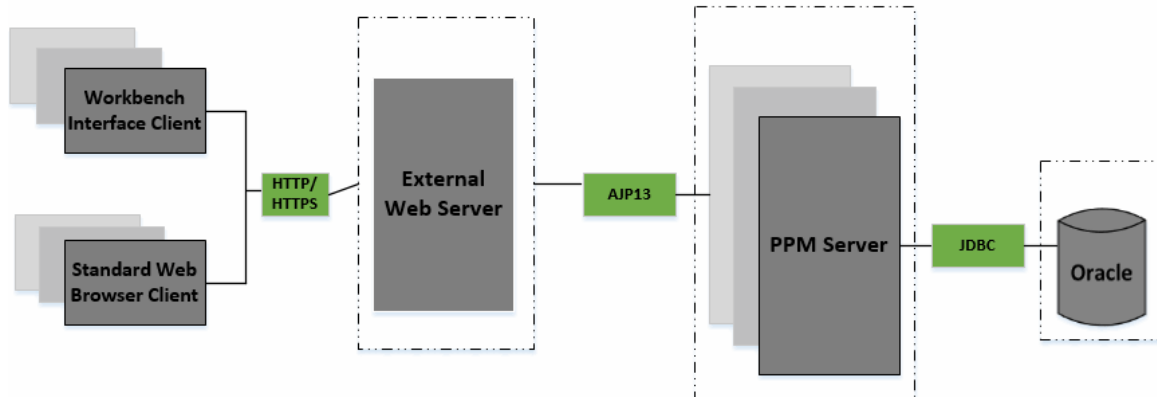 Workbench
Interface Client
HTTP/
HTTPS
Standard Web
Browser Client
External
Web Server
AJP13
PPM Server
JDBC
Oracle